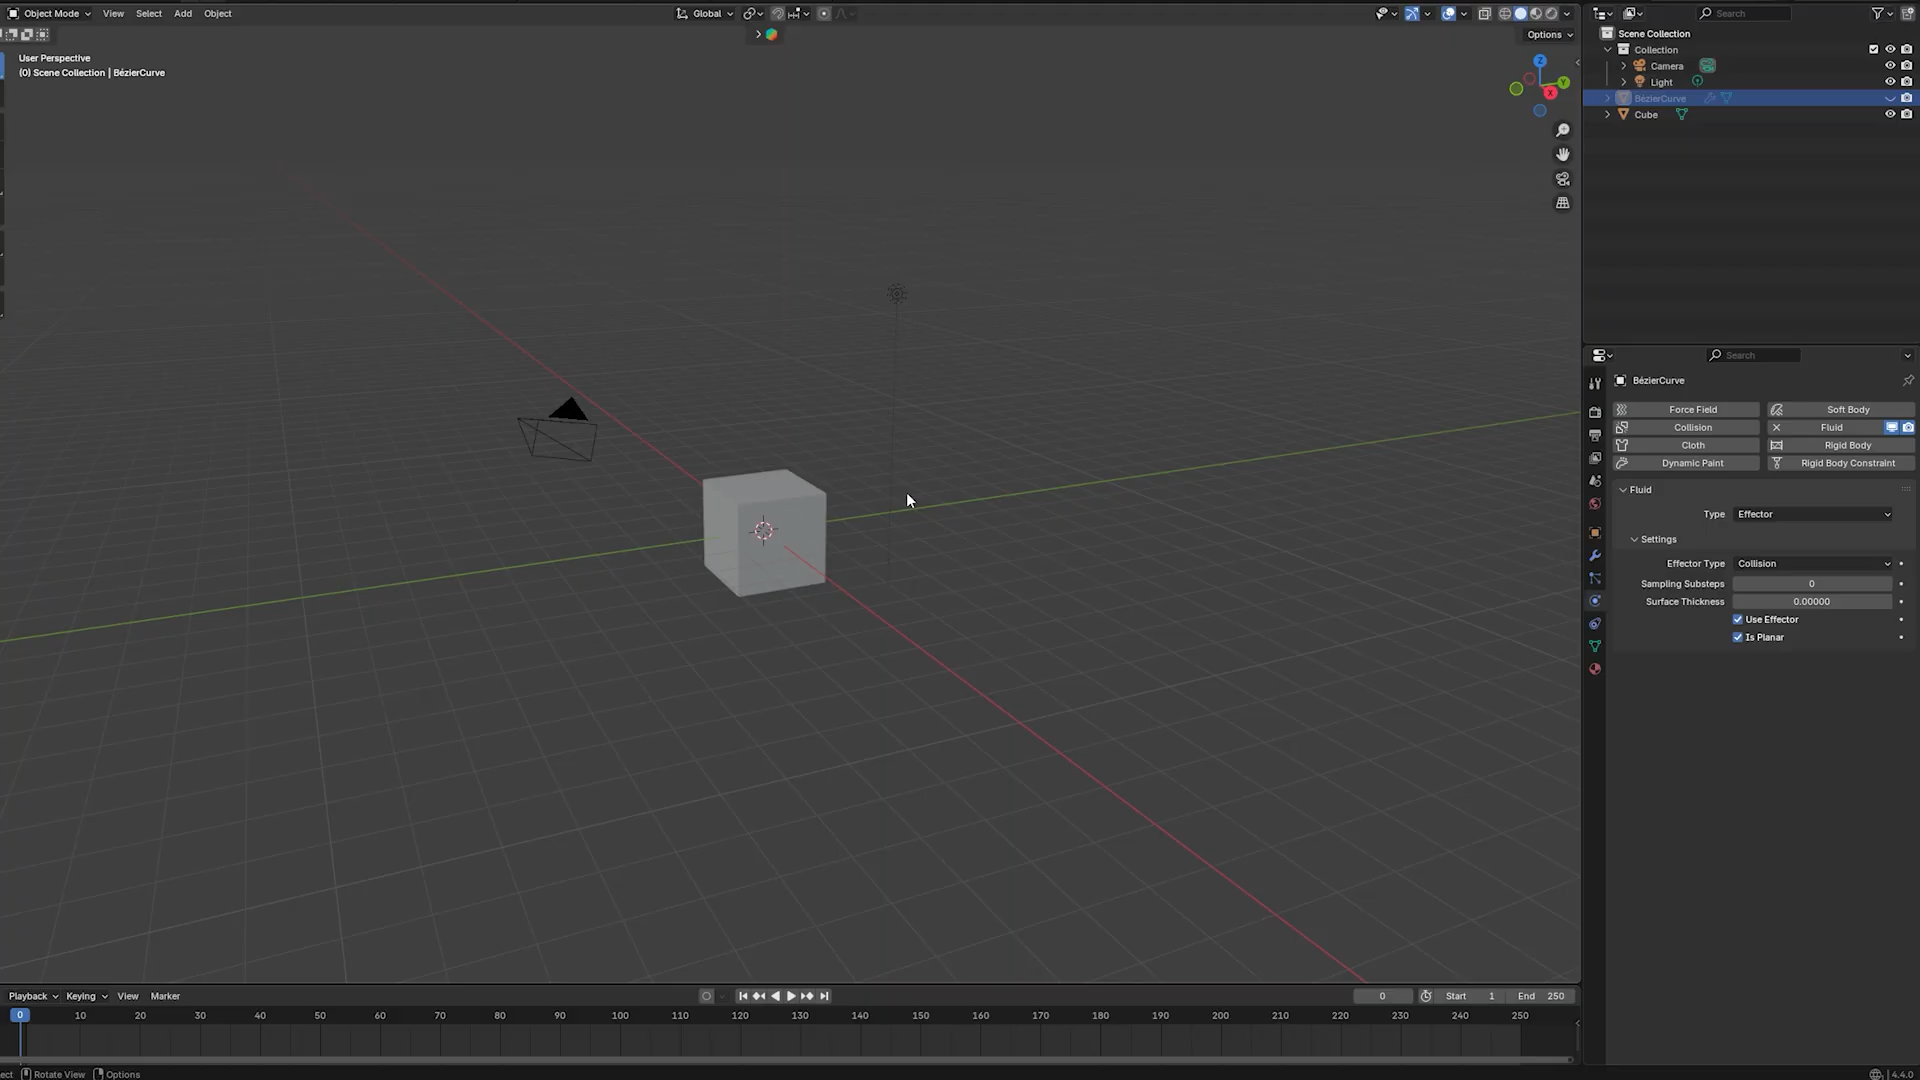 Object Mode View Select Add Object Global Search
Options
User Perspective
(0) Scene Collection | BézierCurve
Z
Y
X
Scene Collection
Collection
Camera
Light
BézierCurve
Cube
Search
BézierCurve
Force Field Soft Body
Collision Fluid
Cloth Rigid Body
Dynamic Paint Rigid Body Constraint
Fluid
Type Effector
Settings
Effector Type Collision
Sampling Substeps 0
Surface Thickness 0.00000
Use Effector
Is Planar
Playback Keying View Marker 0 Start 1 End 250
0 10 20 30 40 50 60 70 80 90 100 110 120 130 140 150 160 170 180 190 200 210 220 230 240 250
ect Rotate View Options 4.4.0